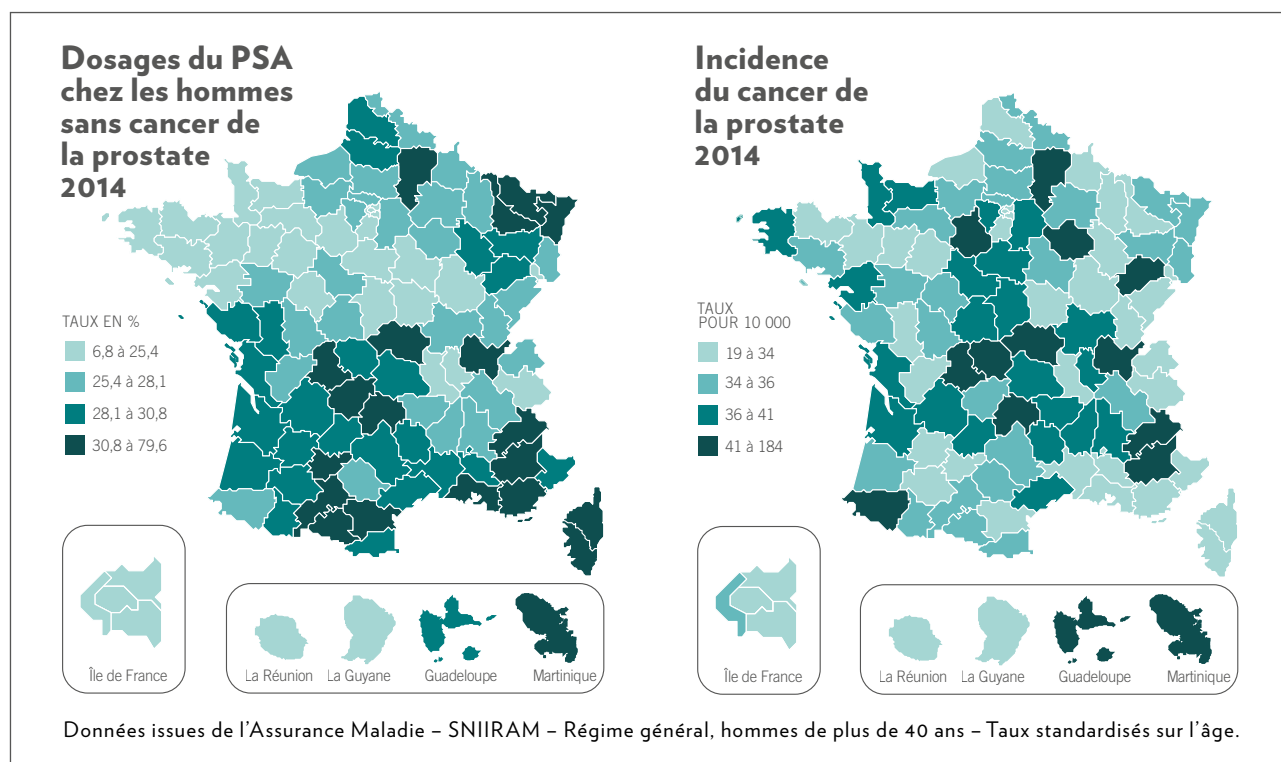 Dosages du PSA
chez les hommes
sans cancer de
la prostate
2014
TAUX EN %
6,8 à 25,4
25,4 à 28,1
28,1 à 30,8
30,8 à 79,6
Île de France
La Réunion
La Guyane
Guadeloupe
Martinique
Incidence
du cancer de
la prostate
2014
TAUX
POUR 10 000
19 à 34
34 à 36
36 à 41
41 à 184
Île de France
La Réunion
La Guyane
Guadeloupe
Martinique
Données issues de l'Assurance Maladie – SNIIRAM – Régime général, hommes de plus de 40 ans – Taux standardisés sur l'âge.